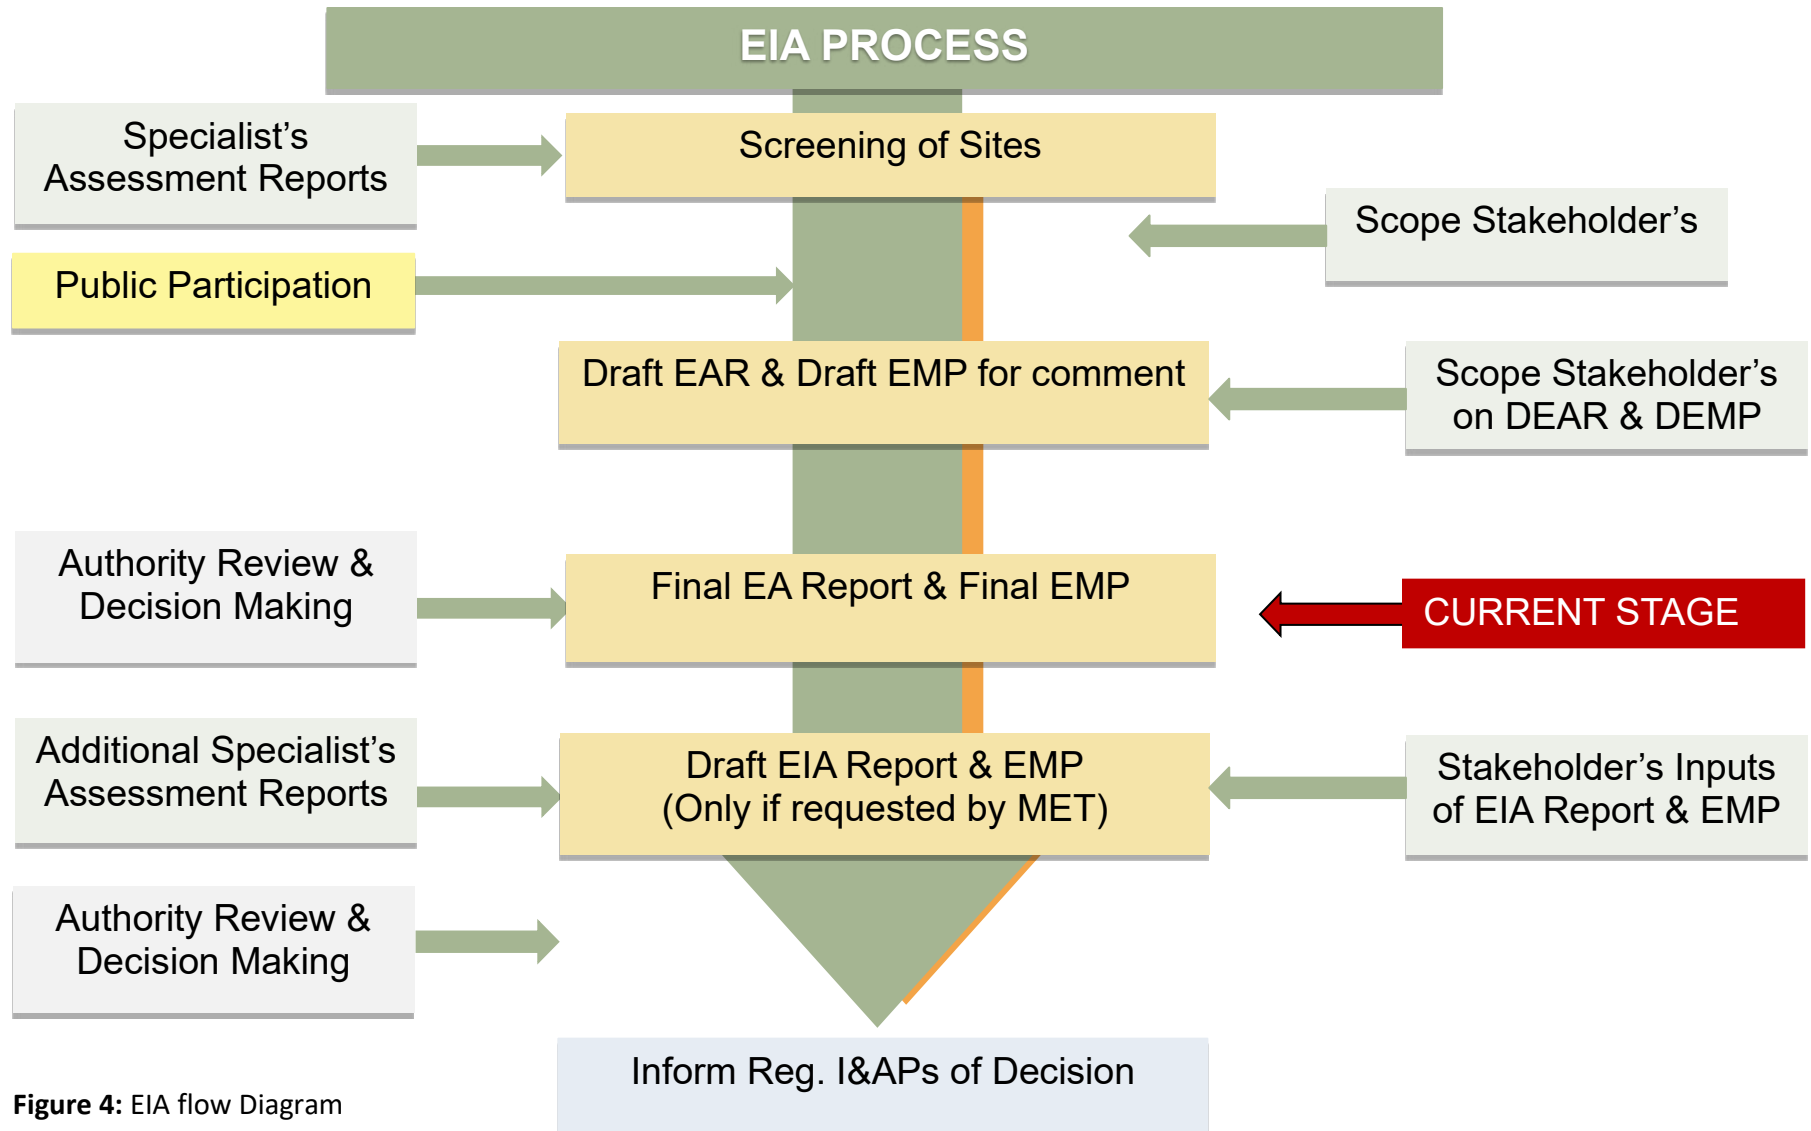 EIA PROCESS
Specialist’s
Assessment Reports
Screening of Sites
Scope Stakeholder’s
Public Participation
Draft EAR & Draft EMP for comment
Scope Stakeholder’s
on DEAR & DEMP
Authority Review &
Decision Making
Final EA Report & Final EMP
CURRENT STAGE
Additional Specialist’s
Assessment Reports
Draft EIA Report & EMP
(Only if requested by MET)
Stakeholder’s Inputs
of EIA Report & EMP
Authority Review &
Decision Making
Inform Reg. I&APs of Decision
Figure 4: EIA flow Diagram